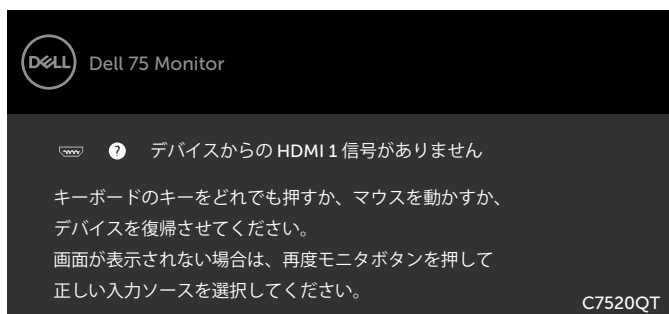 DELL
Dell 75 Monitor
? デバイスからの HDMI 1 信号がありません
キーボードのキーをどれでも押すか、マウスを動かすか、
デバイスを復帰させてください。
画面が表示されない場合は、再度モニタボタンを押して
正しい入力ソースを選択してください。
C7520QT